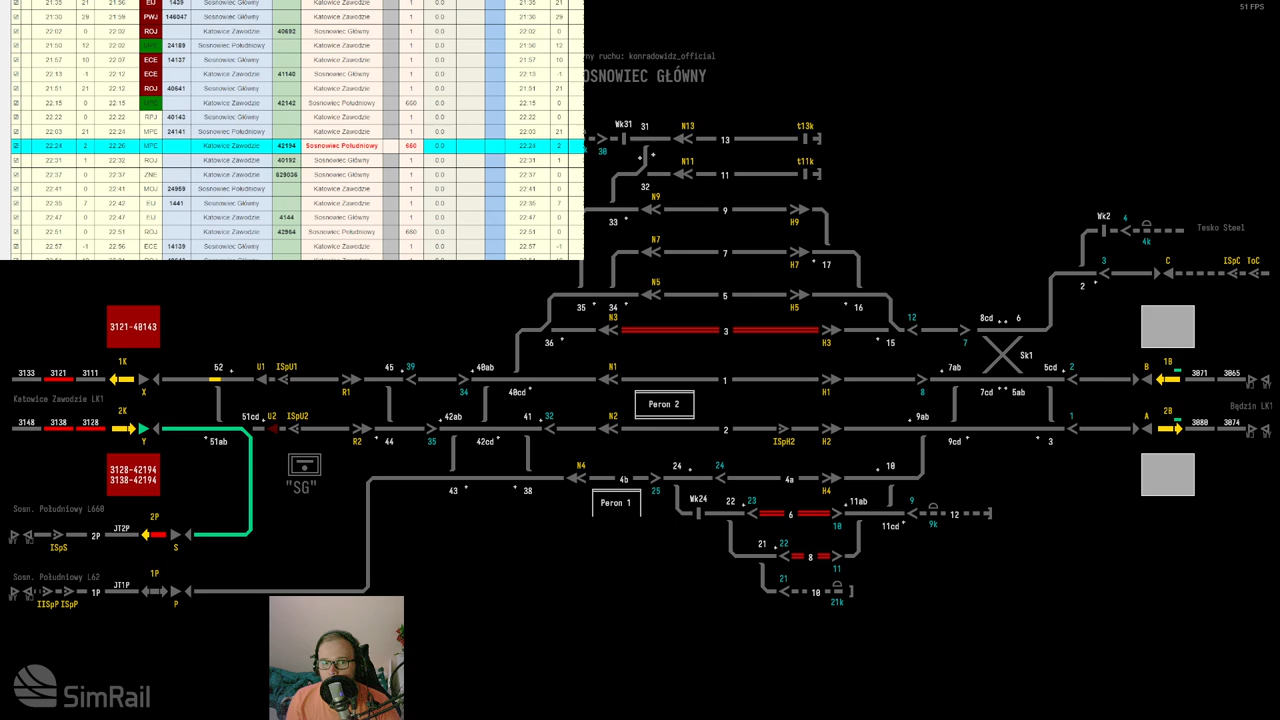 51 FPS
21:35 21 21:56 EIJ 1439 Sosnowiec Główny Katowice Zawodzie 1 0.0 21:35 21
21:30 29 21:59 PWJ 146047 Sosnowiec Główny Katowice Zawodzie 1 0.0 21:30 29
22:02 0 22:02 ROJ Katowice Zawodzie 40692 Sosnowiec Główny 1 0.0 22:02 0
21:50 12 22:02 MPE 24189 Sosnowiec Południowy Katowice Zawodzie 1 0.0 21:50 12
21:57 10 22:07 ECE 14137 Sosnowiec Główny Katowice Zawodzie 1 0.0 21:57 10
22:13 -1 22:12 ECE Katowice Zawodzie 41140 Sosnowiec Główny 1 0.0 22:13 -1
21:51 21 22:12 ROJ 40641 Sosnowiec Główny Katowice Zawodzie 1 0.0 21:51 21
22:15 0 22:15 Katowice Zawodzie 42142 Sosnowiec Południowy 660 0.0 22:15 0
22:22 0 22:22 RPJ 40143 Sosnowiec Główny Katowice Zawodzie 1 0.0 22:22 0
22:03 21 22:24 MPE 24141 Sosnowiec Południowy Katowice Zawodzie 1 0.0 22:03 21
22:24 2 22:26 MPE Katowice Zawodzie 42194 Sosnowiec Południowy 660 0.0 22:24 2
22:31 1 22:32 ROJ Katowice Zawodzie 40192 Sosnowiec Główny 1 0.0 22:31 1
22:37 0 22:37 ZNE Katowice Zawodzie 629036 Sosnowiec Główny 1 0.0 22:37 0
22:41 0 22:41 MOJ 24959 Sosnowiec Południowy Katowice Zawodzie 1 0.0 22:41 0
22:35 7 22:42 EIJ 1441 Sosnowiec Główny Katowice Zawodzie 1 0.0 22:35 7
22:47 0 22:47 EIJ Katowice Zawodzie 4144 Sosnowiec Główny 1 0.0 22:47 0
22:51 0 22:51 ROJ Katowice Zawodzie 42964 Sosnowiec Południowy 660 0.0 22:51 0
22:57 -1 22:56 ECE 14139 Sosnowiec Główny Katowice Zawodzie 1 0.0 22:57 -1
ny ruchu: konradowidz_official
OSNOWIEC GŁÓWNY
Wk31 31 N13 13 t13k
30
N11 11 t11k
32
33 N9 9 H9
N7 7 H7 17
35 34 N5 5 H5 16
36 N3 3 H3 15
12 7 8cd 6
Wk2 4 4k Tesko Steel
2 3 C ISpC ToC
Sk1
3121-40143
3133 3121 3111 1K X 52 U1 ISpU1 R1 45 39 34 40ab 40cd N1 1 H1 8 7ab 7cd 5ab 5cd 2 B 1B 3071 3065
Katowice Zawodzie LK1
Peron 2
Będzin LK1
3148 3138 3128 2K Y 51ab 51cd U2 ISpU2 R2 44 35 42ab 42cd 41 32 N2 2 ISpH2 H2 9ab 9cd 3 1 A 2B 3080 3074
3128-42194
3138-42194
"SG"
43 38 N4 4b 25 24 24 4a H4 10
Peron 1
Wk24 22 23 6 10 11ab 11cd 9 9k 12
Sosn. Południowy L660
2P JT2P 2P S
ISpS
21 22 8 11
Sosn. Południowy L62
1P JT1P 1P P
IISpP ISpP
21 10 21k
SimRail